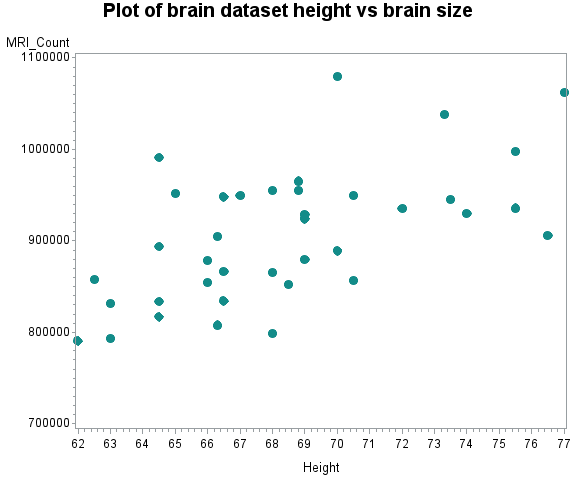 Plot of brain dataset height vs brain size
MRI_Count
1100000
1000000
900000
800000
700000
62 63 64 65 66 67 68 69 70 71 72 73 74 75 76 77
Height